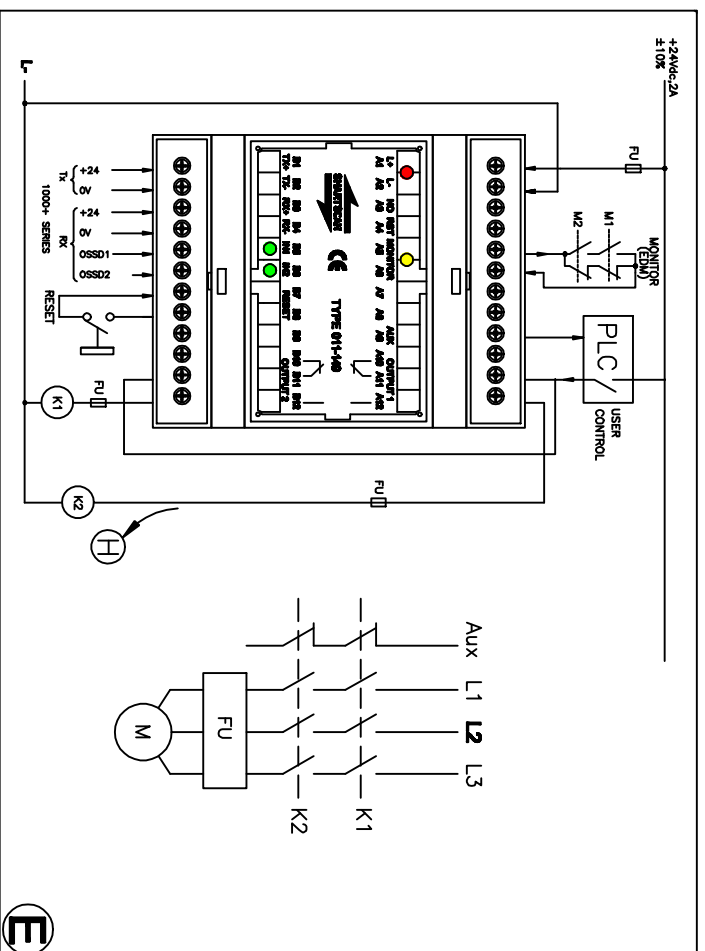 +24Vdc,2A
±10%
FU
MONITOR
(EDM)
M1
M2
PLC
USER
CONTROL
L+ L- NO RST MONITOR AUX OUTPUT 1
A1 A2 A3 A4 A5 A6 A7 A8 A9 A10 A11 A12
SMARTSCAN
CE
TYPE 011-149
B1 B2 B3 B4 B5 B6 B7 B8 B9 B10 B11 B12
TX+ TX- RX+ RX- IN1 IN2 RESET OUTPUT 2
+24
0V
Tx
+24
0V
OSSD1
OSSD2
RX
1000+ SERIES
RESET
L-
FU
K1
FU
K2
H
Aux
L1
L2
L3
K1
K2
FU
M
E